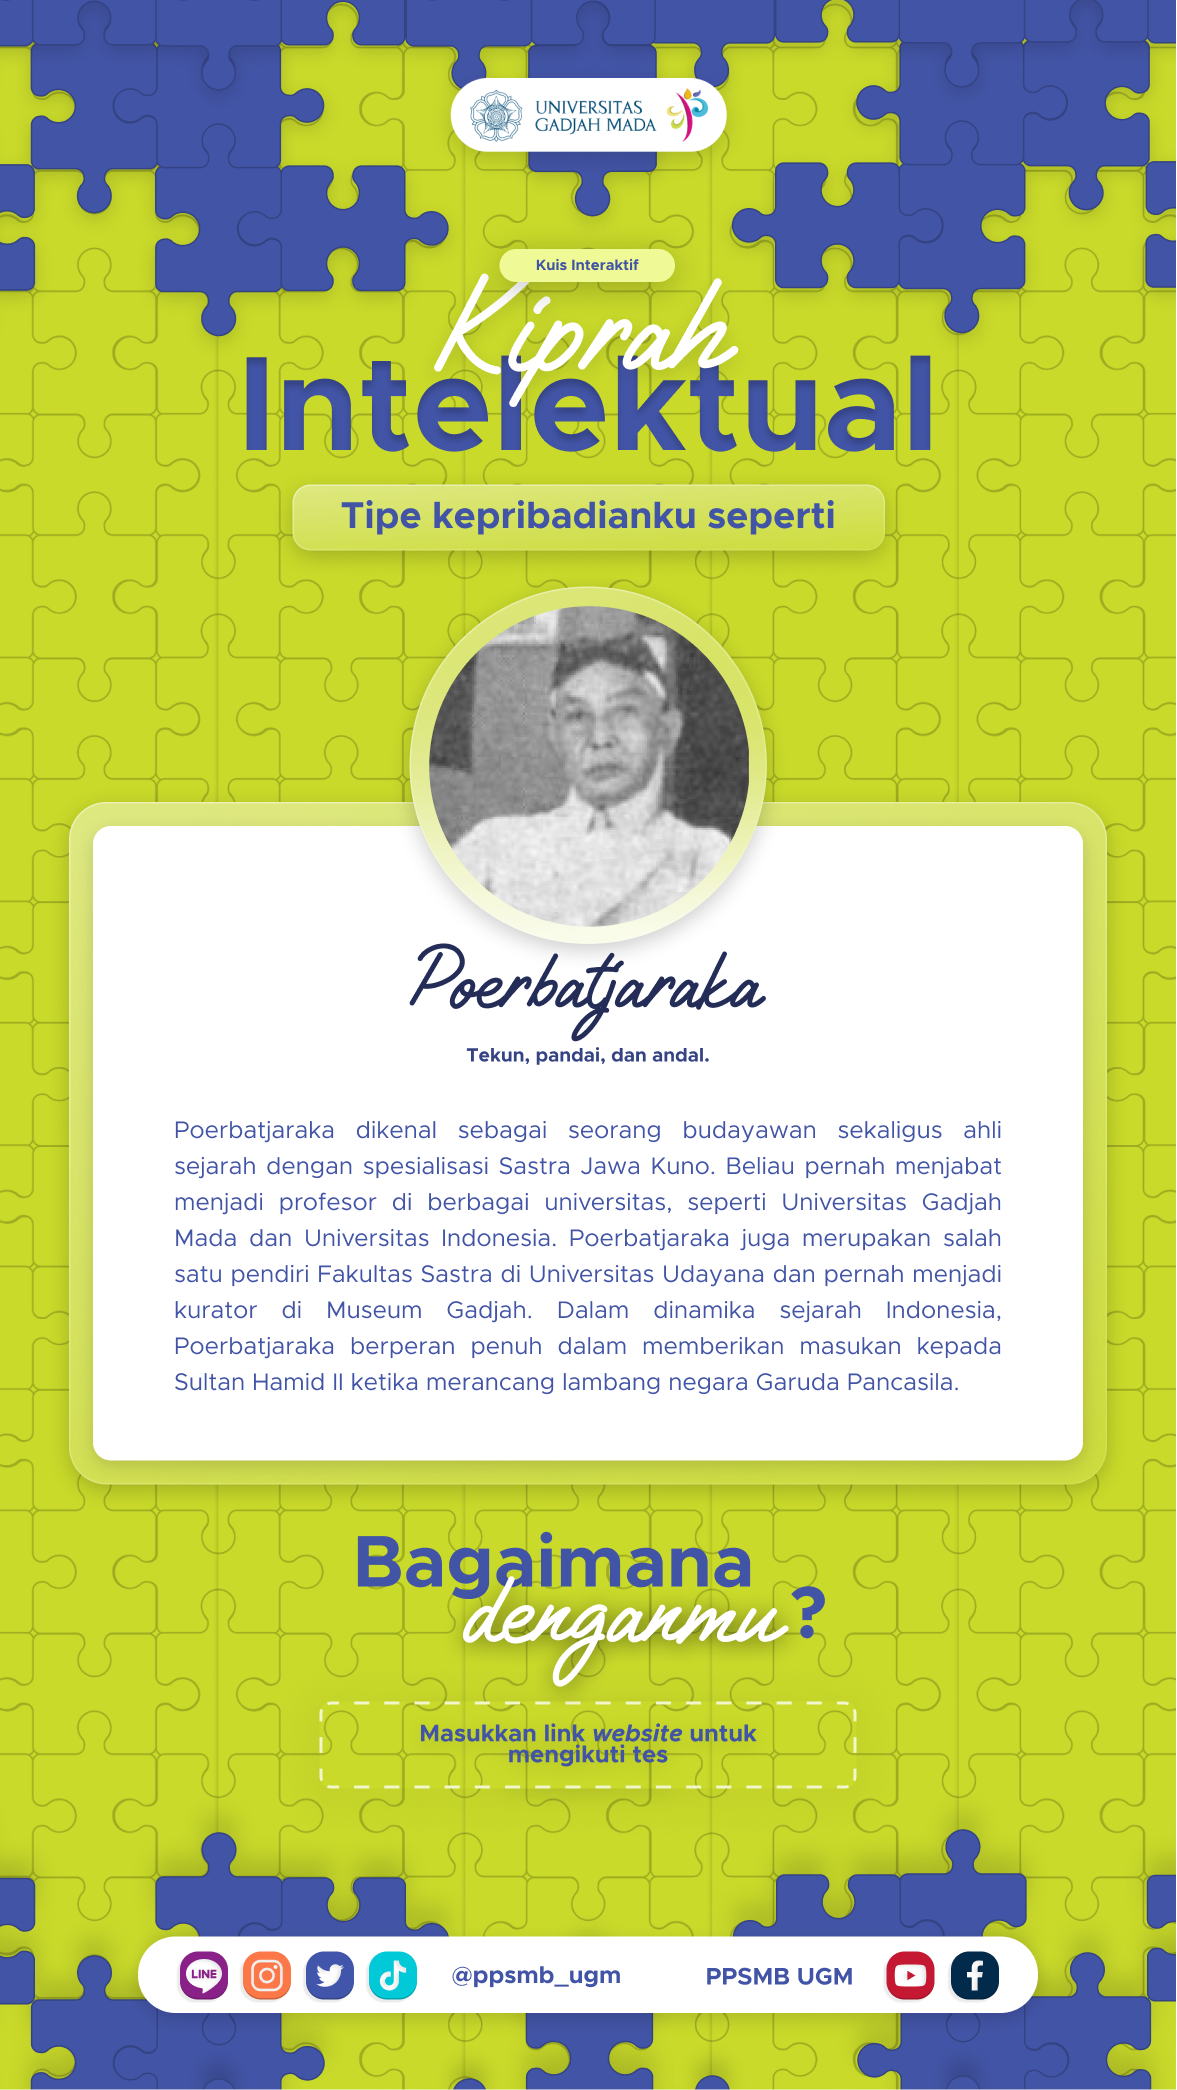 UNIVERSITAS
GADJAH MADA
Kuis Interaktif
Kiprah
Intelektual
Tipe kepribadianku seperti
Poerbatjaraka
Tekun, pandai, dan andal.
Poerbatjaraka dikenal sebagai seorang budayawan sekaligus ahli
sejarah dengan spesialisasi Sastra Jawa Kuno. Beliau pernah menjabat
menjadi profesor di berbagai universitas, seperti Universitas Gadjah
Mada dan Universitas Indonesia. Poerbatjaraka juga merupakan salah
satu pendiri Fakultas Sastra di Universitas Udayana dan pernah menjadi
kurator di Museum Gadjah. Dalam dinamika sejarah Indonesia,
Poerbatjaraka berperan penuh dalam memberikan masukan kepada
Sultan Hamid II ketika merancang lambang negara Garuda Pancasila.
Bagaimana
denganmu?
Masukkan link website untuk
mengikuti tes
LINE @ppsmb_ugm PPSMB UGM